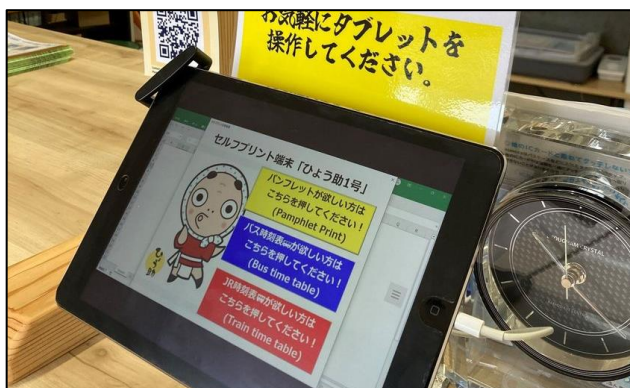 お気軽にタブレットを
操作してください。
セルフプリント端末「ひょう助1号」
パンフレットが欲しい方は
こちらを押してください！
(Pamphlet Print)
バス時刻表🚌が欲しい方は
こちらを押してください！
(Bus time table)
JR時刻表🚃が欲しい方は
こちらを押してください！
(Train time table)